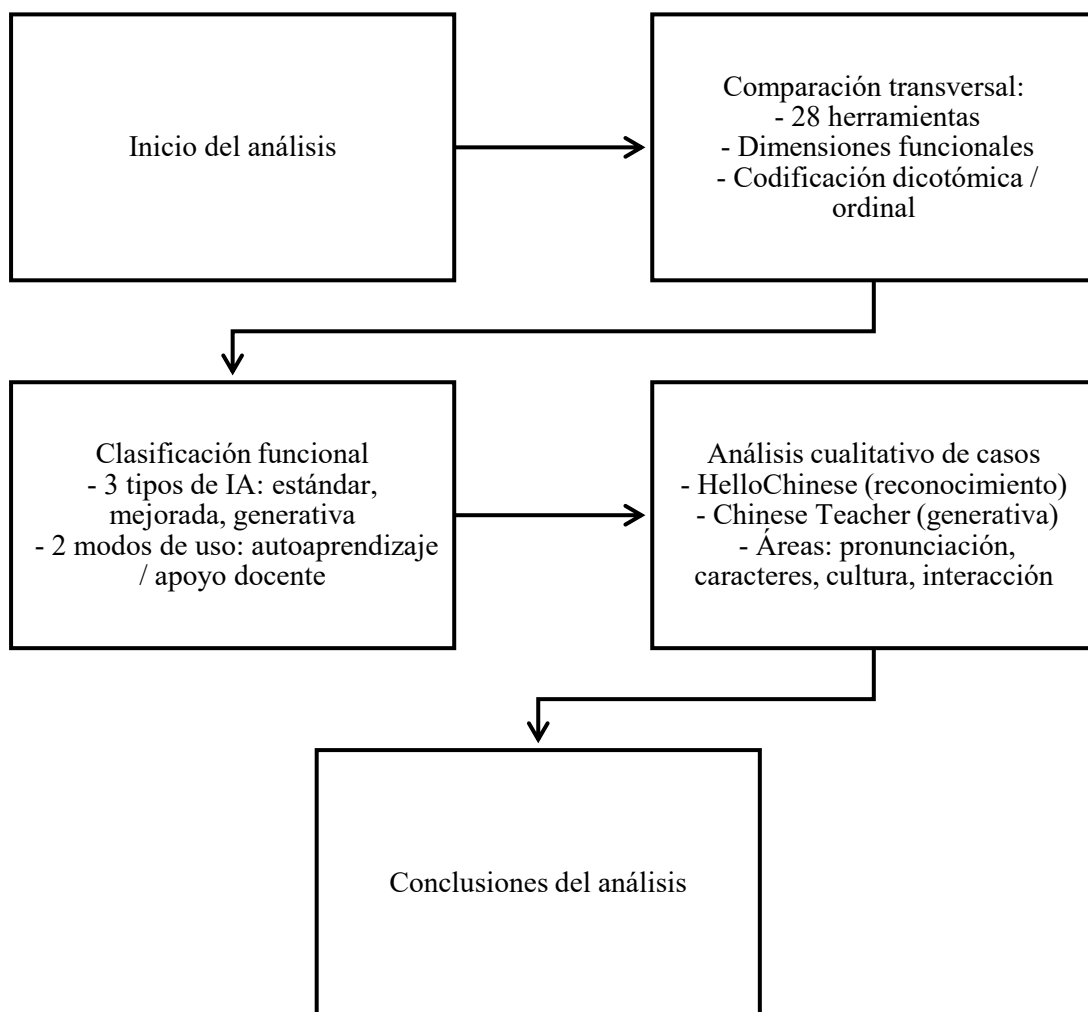 Inicio del análisis
Comparación transversal:
- 28 herramientas
- Dimensiones funcionales
- Codificación dicotómica /
ordinal
Clasificación funcional
- 3 tipos de IA: estándar,
mejorada, generativa
- 2 modos de uso: autoaprendizaje
/ apoyo docente
Análisis cualitativo de casos
- HelloChinese (reconocimiento)
- Chinese Teacher (generativa)
- Áreas: pronunciación,
caracteres, cultura, interacción
Conclusiones del análisis